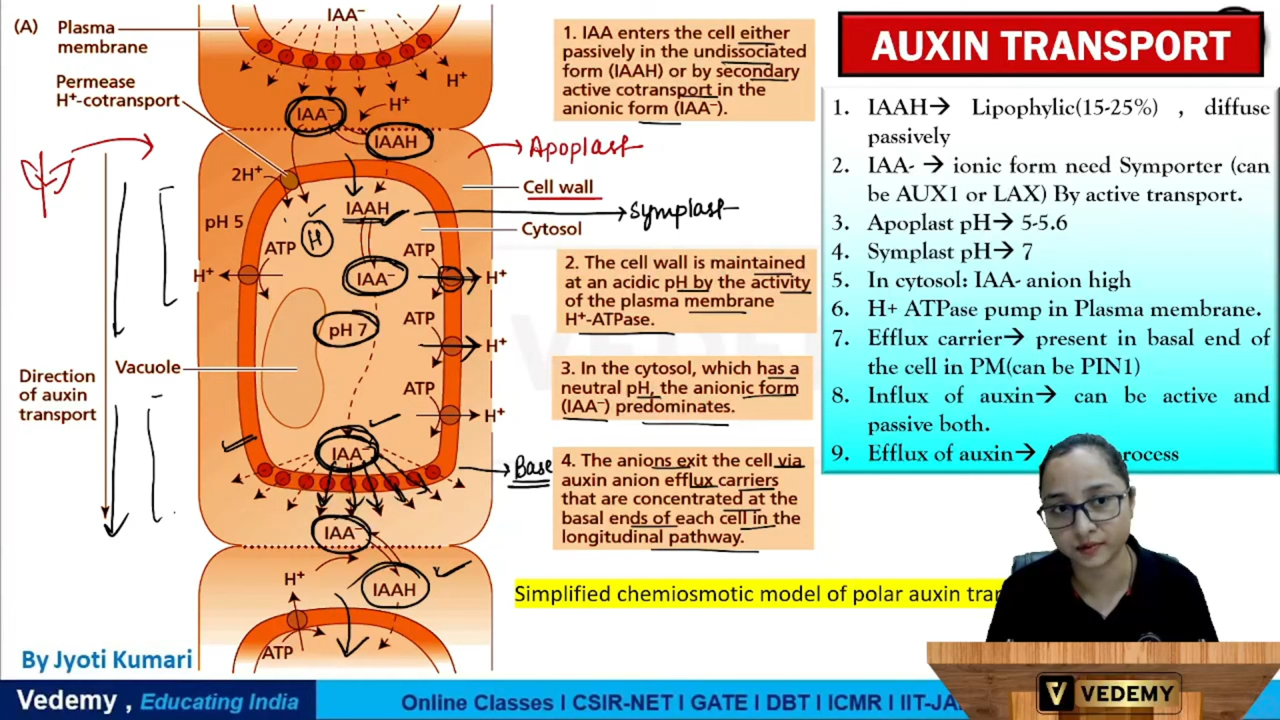 (A)
Plasma
membrane
Permease
H⁺-cotransport
IAA⁻
H⁺
IAA⁻
H⁺
IAAH
Apoplast
2H⁺
Cell wall
IAAH
symplast
pH 5
H
Cytosol
ATP
ATP
H⁺
IAA⁻
H⁺
pH 7
ATP
H⁺
Vacuole
Direction
of auxin
transport
ATP
H⁺
IAA⁻
Base
IAA⁻
H⁺
IAAH
ATP
1. IAA enters the cell either
passively in the undissociated
form (IAAH) or by secondary
active cotransport in the
anionic form (IAA⁻).
2. The cell wall is maintained
at an acidic pH by the activity
of the plasma membrane
H⁺-ATPase.
3. In the cytosol, which has a
neutral pH, the anionic form
(IAA⁻) predominates.
4. The anions exit the cell via
auxin anion efflux carriers
that are concentrated at the
basal ends of each cell in the
longitudinal pathway.
Simplified chemiosmotic model of polar auxin
AUXIN TRANSPORT
1. IAAH→ Lipophylic(15-25%) , diffuse
passively
2. IAA- → ionic form need Symporter (can
be AUX1 or LAX) By active transport.
3. Apoplast pH→ 5-5.6
4. Symplast pH→ 7
5. In cytosol: IAA- anion high
6. H+ ATPase pump in Plasma membrane.
7. Efflux carrier→ present in basal end of
the cell in PM(can be PIN1)
8. Influx of auxin→ can be active and
passive both.
9. Efflux of auxin→
By Jyoti Kumari
Vedemy , Educating India
Online Classes I CSIR-NET I GATE I DBT I ICMR I
V VEDEMY